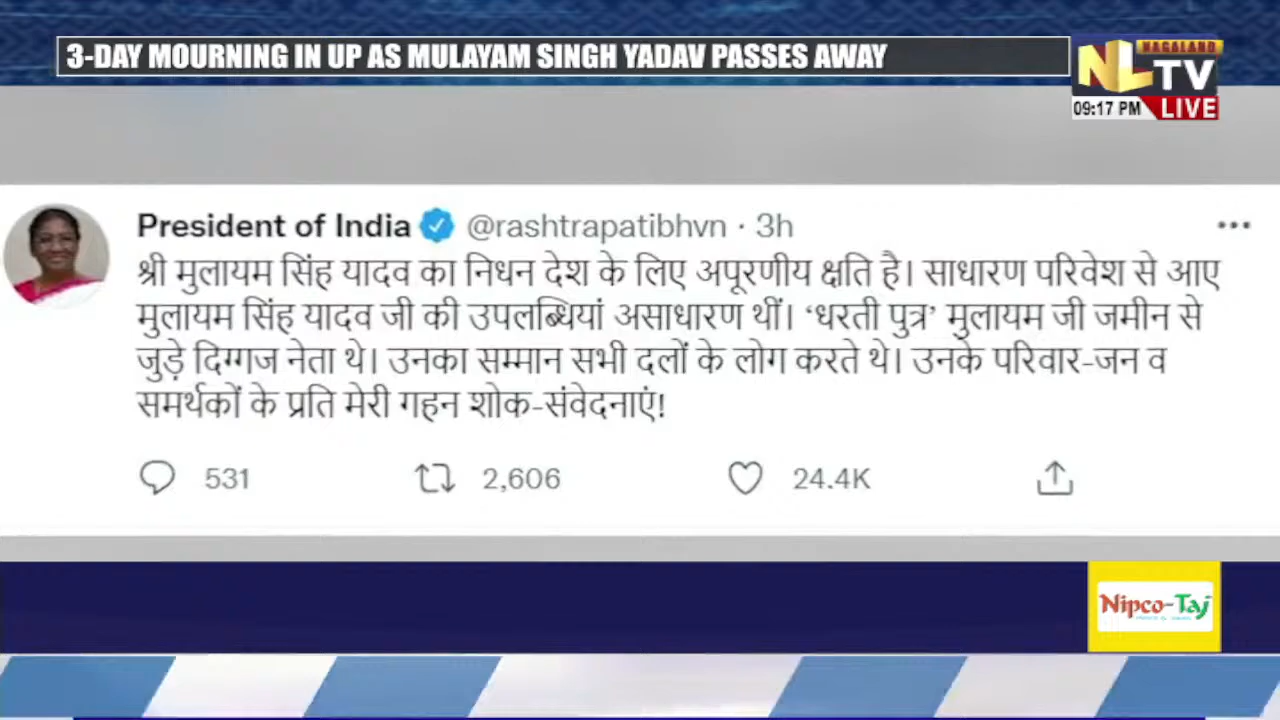 3-DAY MOURNING IN UP AS MULAYAM SINGH YADAV PASSES AWAY
NAGALAND
NLTV
09:17 PM LIVE
President of India @rashtrapatibhvn · 3h
श्री मुलायम सिंह यादव का निधन देश के लिए अपूरणीय क्षति है। साधारण परिवेश से आए
मुलायम सिंह यादव जी की उपलब्धियां असाधारण थीं। ‘धरती पुत्र’ मुलायम जी जमीन से
जुड़े दिग्गज नेता थे। उनका सम्मान सभी दलों के लोग करते थे। उनके परिवार-जन व
समर्थकों के प्रति मेरी गहन शोक-संवेदनाएं!
531 2,606 24.4K
Nipco-Taj